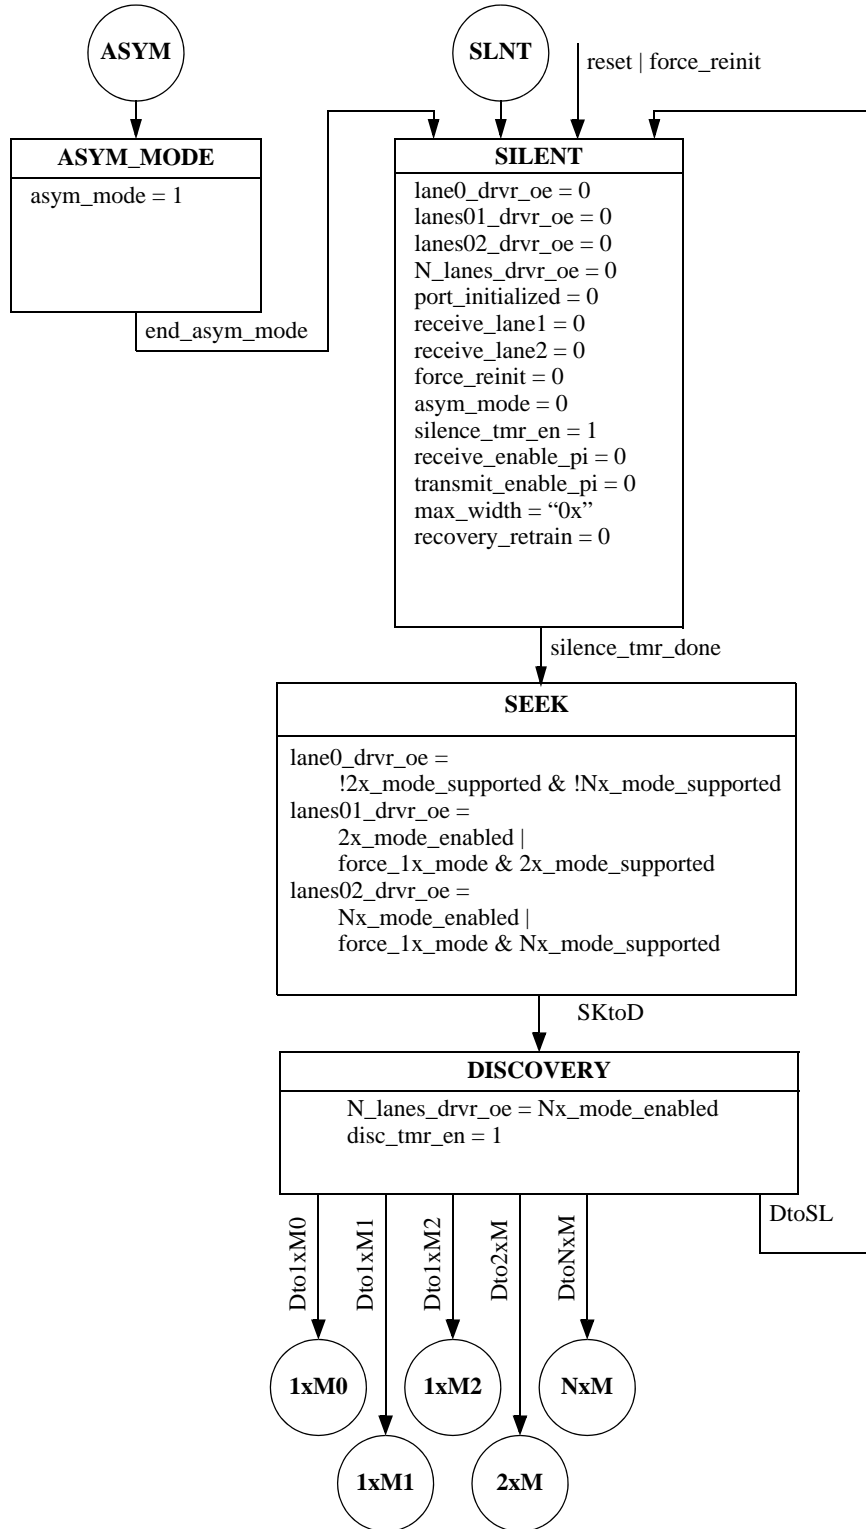 ASYM
SLNT
reset | force_reinit
ASYM_MODE
asym_mode = 1
end_asym_mode
SILENT
lane0_drvr_oe = 0
lanes01_drvr_oe = 0
lanes02_drvr_oe = 0
N_lanes_drvr_oe = 0
port_initialized = 0
receive_lane1 = 0
receive_lane2 = 0
force_reinit = 0
asym_mode = 0
silence_tmr_en = 1
receive_enable_pi = 0
transmit_enable_pi = 0
max_width = “0x”
recovery_retrain = 0
silence_tmr_done
SEEK
lane0_drvr_oe =
!2x_mode_supported & !Nx_mode_supported
lanes01_drvr_oe =
2x_mode_enabled |
force_1x_mode & 2x_mode_supported
lanes02_drvr_oe =
Nx_mode_enabled |
force_1x_mode & Nx_mode_supported
SKtoD
DISCOVERY
N_lanes_drvr_oe = Nx_mode_enabled
disc_tmr_en = 1
Dto1xM0
Dto1xM1
Dto1xM2
Dto2xM
DtoNxM
DtoSL
1xM0
1xM2
NxM
1xM1
2xM